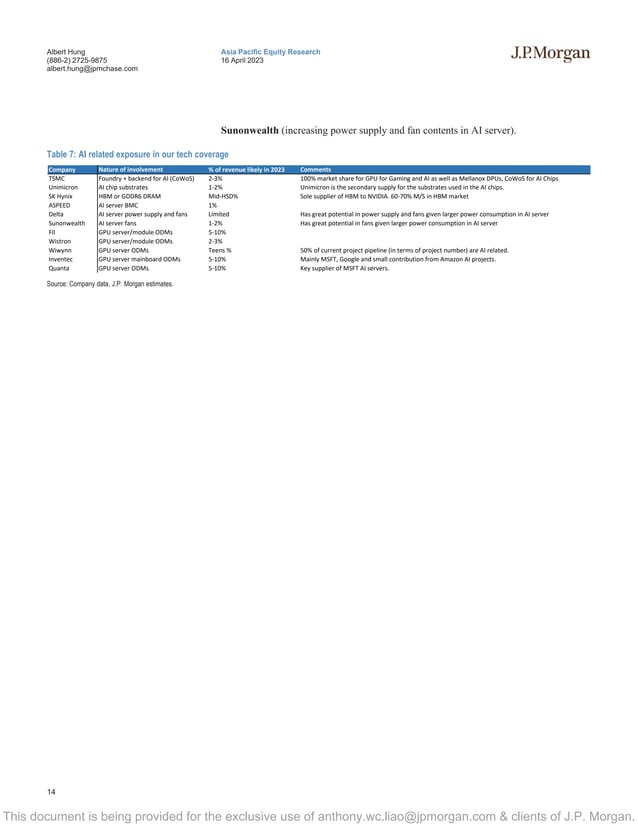 Albert Hung
(886-2) 2725-9875
albert.hung@jpmchase.com
Asia Pacific Equity Research
16 April 2023
J.P.Morgan
Sunonwealth (increasing power supply and fan contents in AI server).
Table 7: AI related exposure in our tech coverage
Company Nature of involvement % of revenue likely in 2023 Comments
TSMC Foundry + backend for AI (CoWoS) 2-3% 100% market share for GPU for Gaming and AI as well as Mellanox DPUs, CoWoS for AI Chips
Unimicron AI chip substrates 1-2% Unimicron is the secondary supply for the substrates used in the AI chips.
SK Hynix HBM or GDDR6 DRAM Mid-HSD% Sole supplier of HBM to NVIDIA. 60-70% M/S in HBM market
ASPEED AI server BMC 1%
Delta AI server power supply and fans Limited Has great potential in power supply and fans given larger power consumption in AI server
Sunonwealth AI server fans 1-2% Has great potential in fans given larger power consumption in AI server
FII GPU server/module ODMs 5-10%
Wistron GPU server/module ODMs 2-3%
Wiwynn GPU server ODMs Teens % 50% of current project pipeline (in terms of project number) are AI related.
Inventec GPU server mainboard ODMs 5-10% Mainly MSFT, Google and small contribution from Amazon AI projects.
Quanta GPU server ODMs 5-10% Key supplier of MSFT AI servers.
Source: Company data, J.P. Morgan estimates.
14
This document is being provided for the exclusive use of anthony.wc.liao@jpmorgan.com & clients of J.P. Morgan.